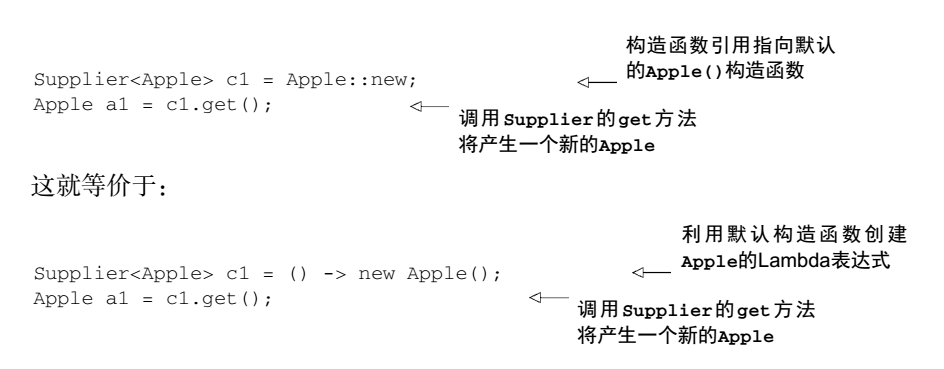 构造函数引用指向默认
Supplier<Apple> c1 = Apple::new;
的Apple()构造函数
Apple a1 = c1.get();
调用Supplier的get方法
将产生一个新的Apple
这就等价于：
利用默认构造函数创建
Supplier<Apple> c1 = () -> new Apple();
Apple的Lambda表达式
Apple a1 = c1.get();
调用Supplier的get方法
将产生一个新的Apple